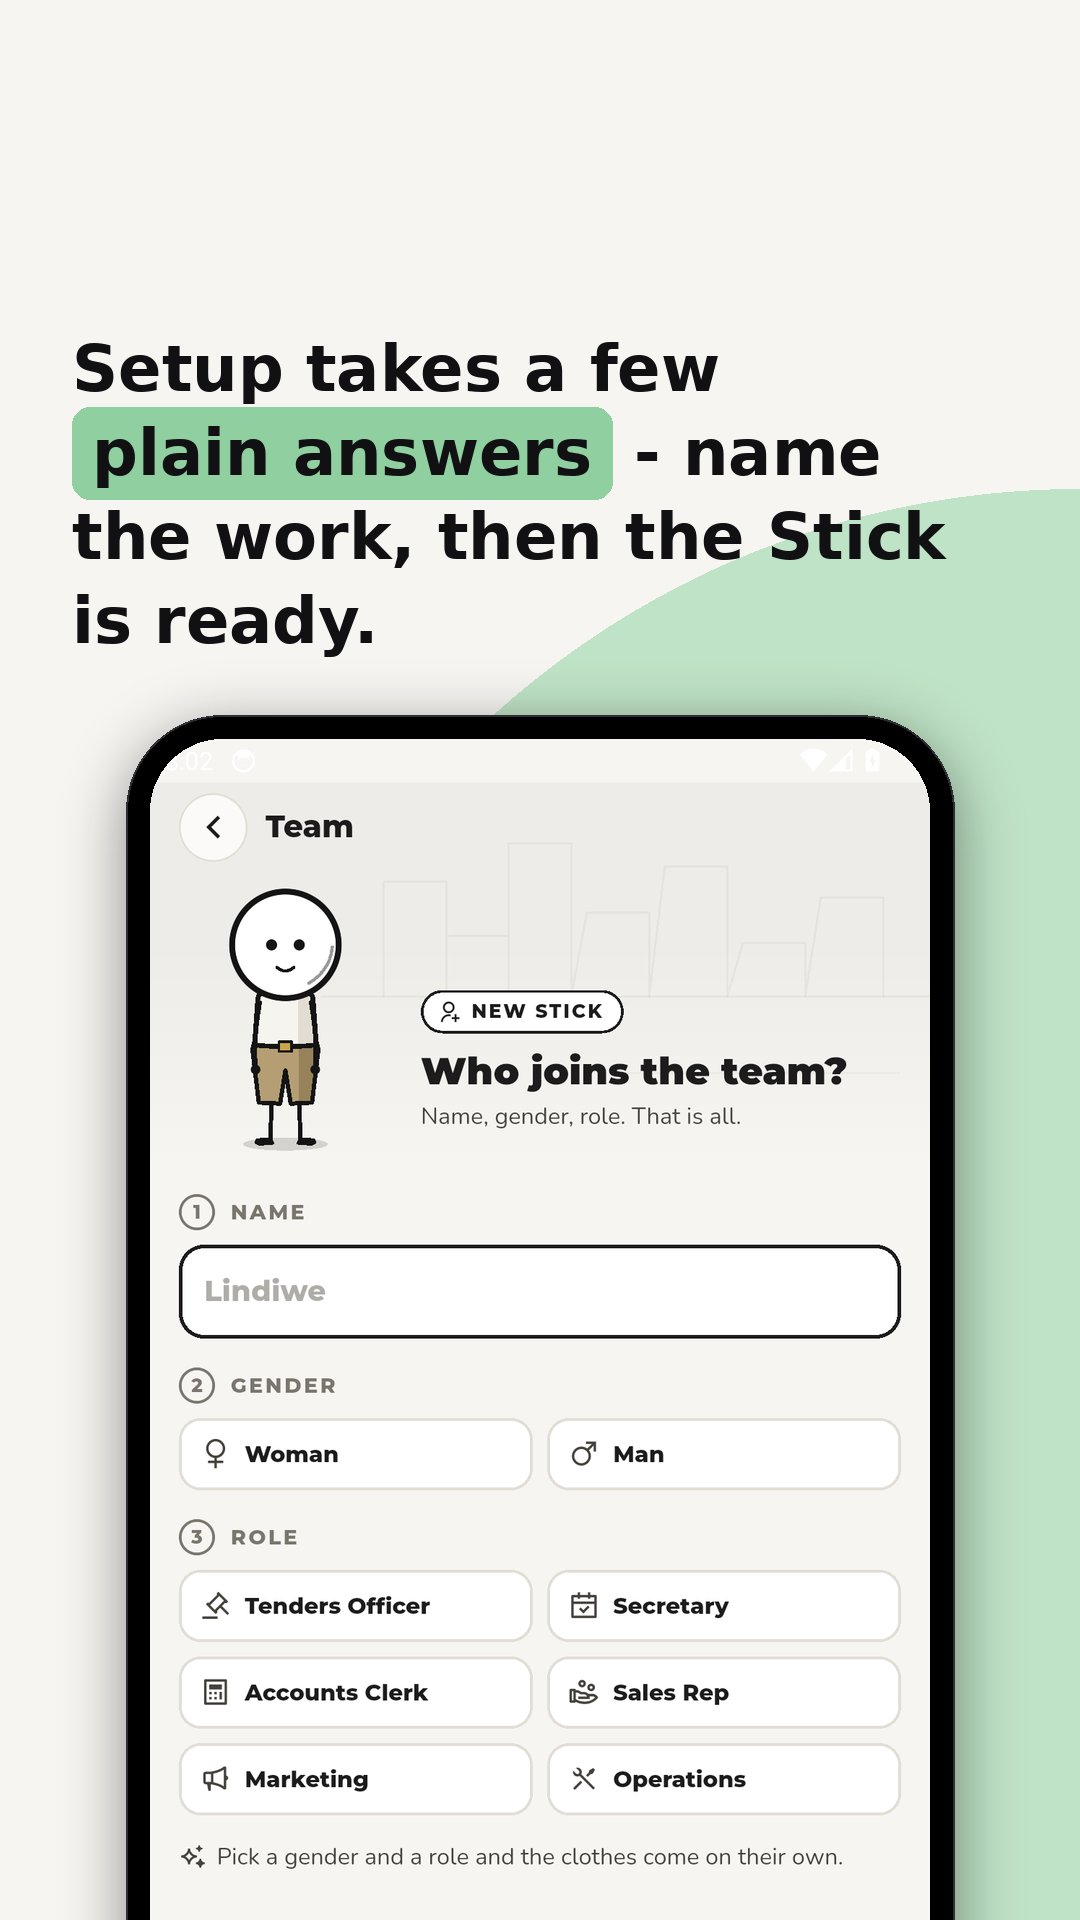 Setup takes a few
plain answers - name
the work, then the Stick
is ready.
Team
NEW STICK
Who joins the team?
Name, gender, role. That is all.
1 NAME
Lindiwe
2 GENDER
Woman
Man
3 ROLE
Tenders Officer
Secretary
Accounts Clerk
Sales Rep
Marketing
Operations
Pick a gender and a role and the clothes come on their own.